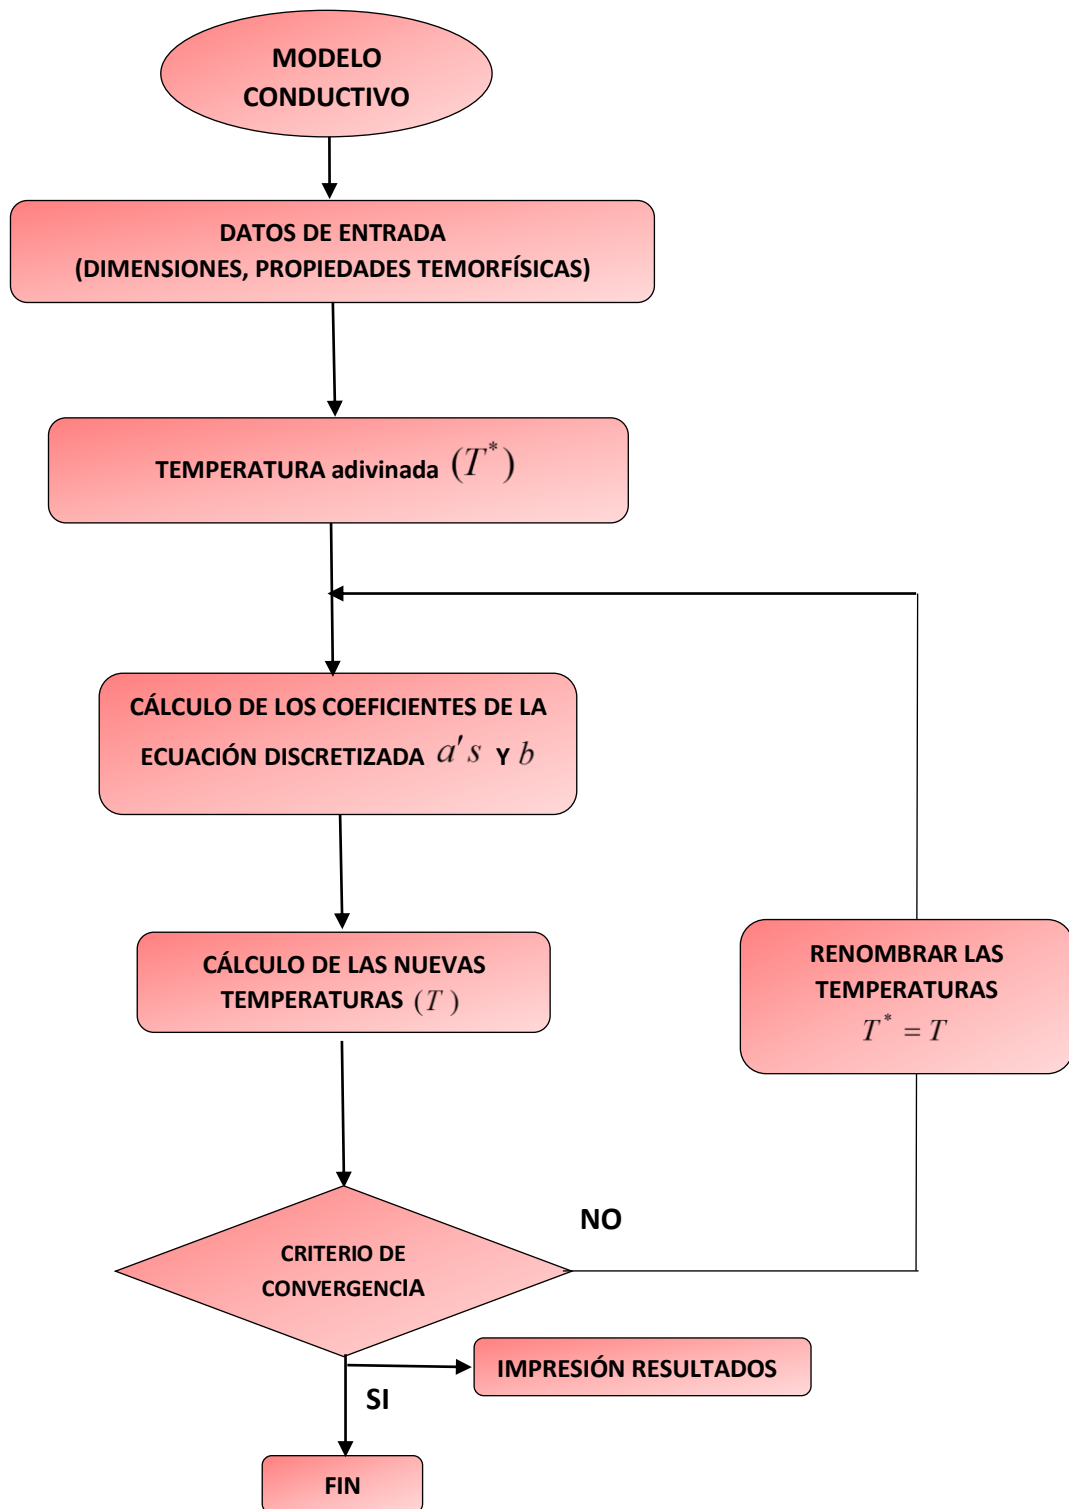 MODELO
CONDUCTIVO
DATOS DE ENTRADA
(DIMENSIONES, PROPIEDADES TEMORFÍSICAS)
TEMPERATURA adivinada (T*)
CÁLCULO DE LOS COEFICIENTES DE LA
ECUACIÓN DISCRETIZADA a's Y b
CÁLCULO DE LAS NUEVAS
TEMPERATURAS (T)
RENOMBRAR LAS
TEMPERATURAS
T* = T
NO
CRITERIO DE
CONVERGENCIA
IMPRESIÓN RESULTADOS
SI
FIN